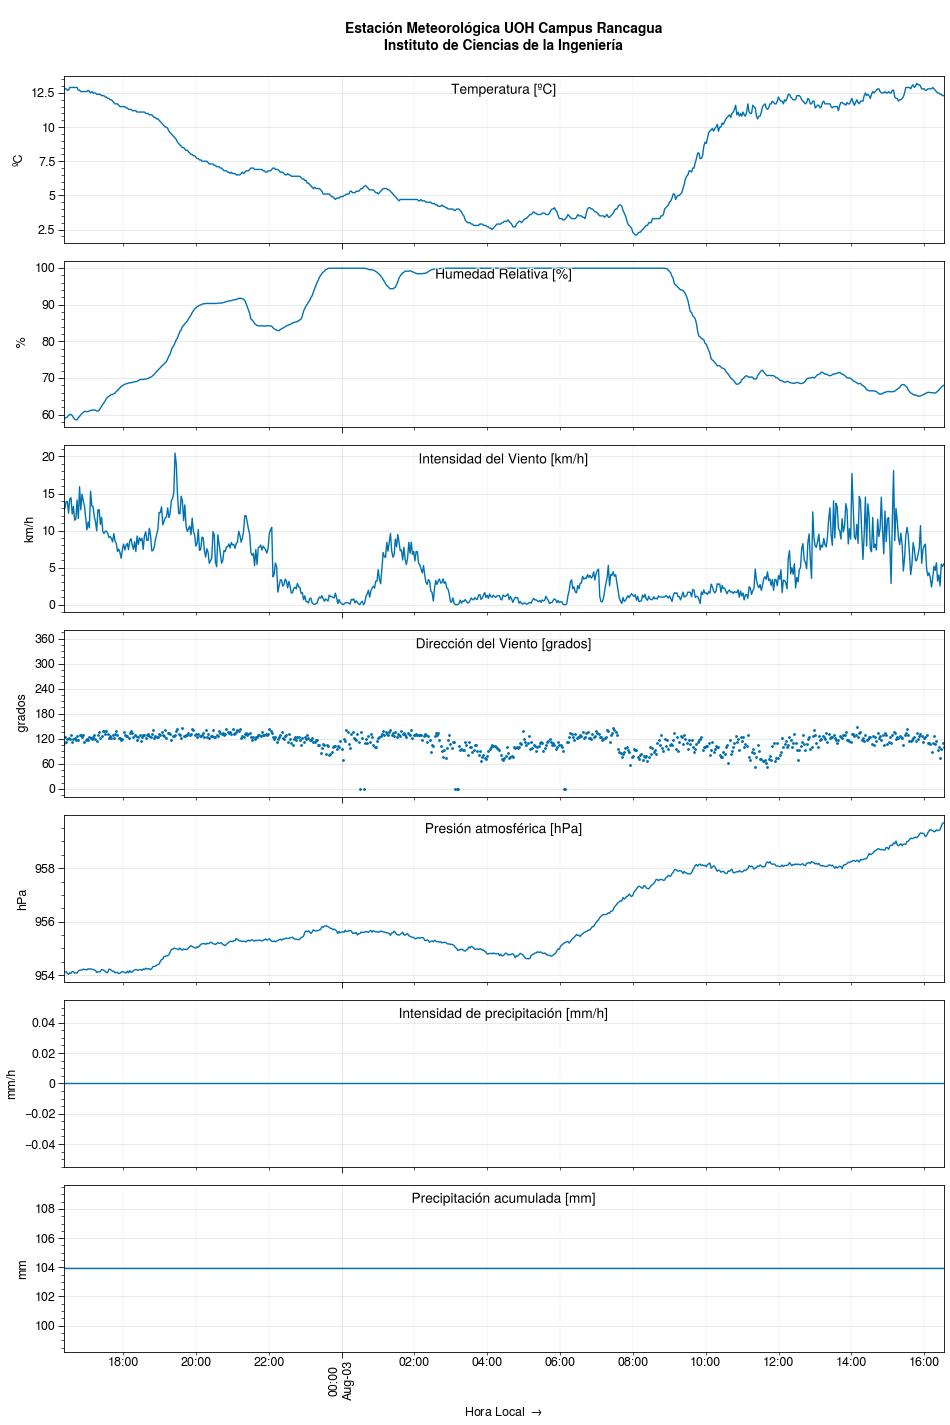 Estación Meteorológica UOH Campus Rancagua
Instituto de Ciencias de la Ingeniería
Temperatura [ºC]
12.5
10
7.5
5
2.5
ºC
Humedad Relativa [%]
100
90
80
70
60
%
Intensidad del Viento [km/h]
20
15
10
5
0
km/h
Dirección del Viento [grados]
360
300
240
180
120
60
0
grados
Presión atmosférica [hPa]
958
956
954
hPa
Intensidad de precipitación [mm/h]
0.04
0.02
0
−0.02
−0.04
mm/h
Precipitación acumulada [mm]
108
106
104
102
100
mm
18:00 20:00 22:00 00:00 02:00 04:00 06:00 08:00 10:00 12:00 14:00 16:00
Aug-03
Hora Local →